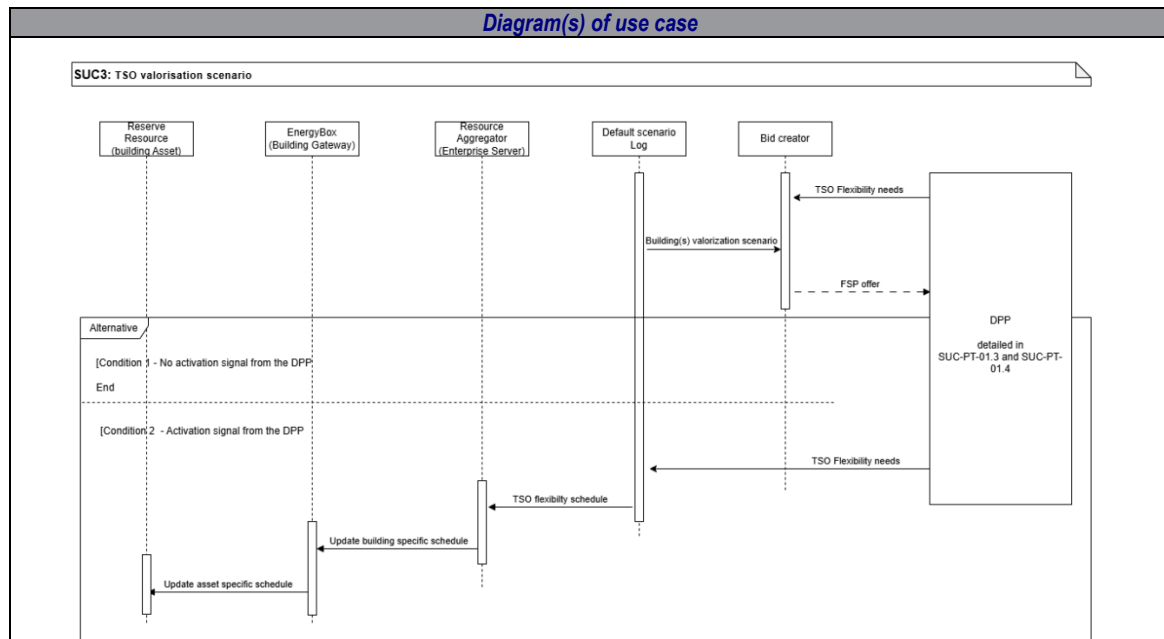 Diagram(s) of use case
SUC3: TSO valorisation scenario
Reserve
Resource
(building Asset)
EnergyBox
(Building Gateway)
Resource
Aggregator
(Enterprise Server)
Default scenario
Log
Bid creator
TSO Flexibility needs
Building(s) valorization scenario
FSP offer
DPP
detailed in
SUC-PT-01.3 and SUC-PT-
01.4
Alternative
[Condition 1 - No activation signal from the DPP
End
[Condition 2 - Activation signal from the DPP
TSO Flexibility needs
TSO flexibilty schedule
Update building specific schedule
Update asset specific schedule